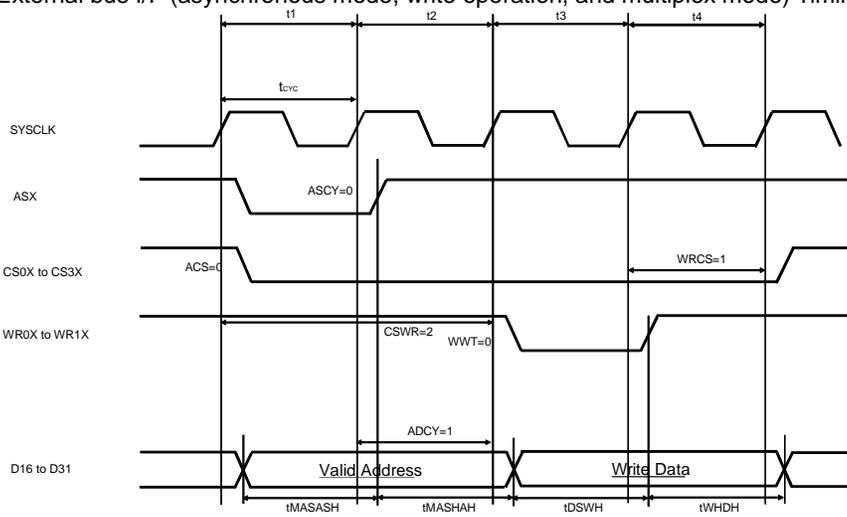 External bus I/F (asynchronous mode, write operation, and multiplex mode)
t1 t2 t3 t4
tCYC
SYSCLK
ASX
ASCY=0
CS0X to CS3X
ACS=0
WRCS=1
WR0X to WR1X
CSWR=2
WWT=0
ADCY=1
D16 to D31
Valid Address
Write Data
tMASASH tMASHAH tDSWH tWHDH